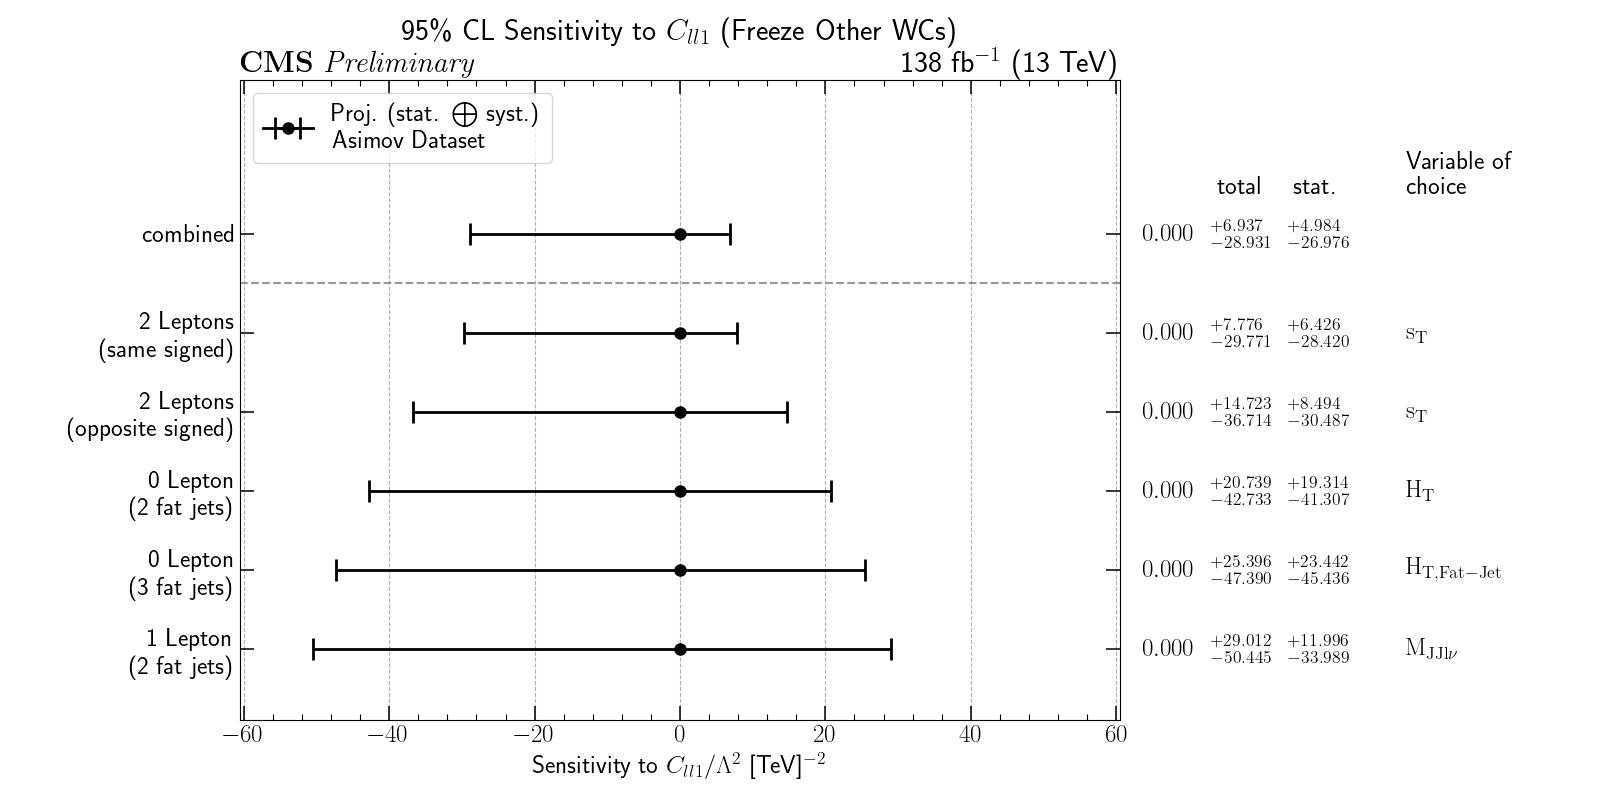 95% CL Sensitivity to C_{ll1} (Freeze Other WCs)
CMS Preliminary 138 fb^{-1} (13 TeV)
Proj. (stat. ⨁ syst.)
Asimov Dataset
Variable of
total stat. choice
combined 0.000 +6.937 −28.931 +4.984 −26.976
2 Leptons
(same signed) 0.000 +7.776 −29.771 +6.426 −28.420 s_T
2 Leptons
(opposite signed) 0.000 +14.723 −36.714 +8.494 −30.487 s_T
0 Lepton
(2 fat jets) 0.000 +20.739 −42.733 +19.314 −41.307 H_T
0 Lepton
(3 fat jets) 0.000 +25.396 −47.390 +23.442 −45.436 H_{T,Fat−Jet}
1 Lepton
(2 fat jets) 0.000 +29.012 −50.445 +11.996 −33.989 M_{JJlν}
−60 −40 −20 0 20 40 60
Sensitivity to C_{ll1}/Λ^2 [TeV]^{−2}